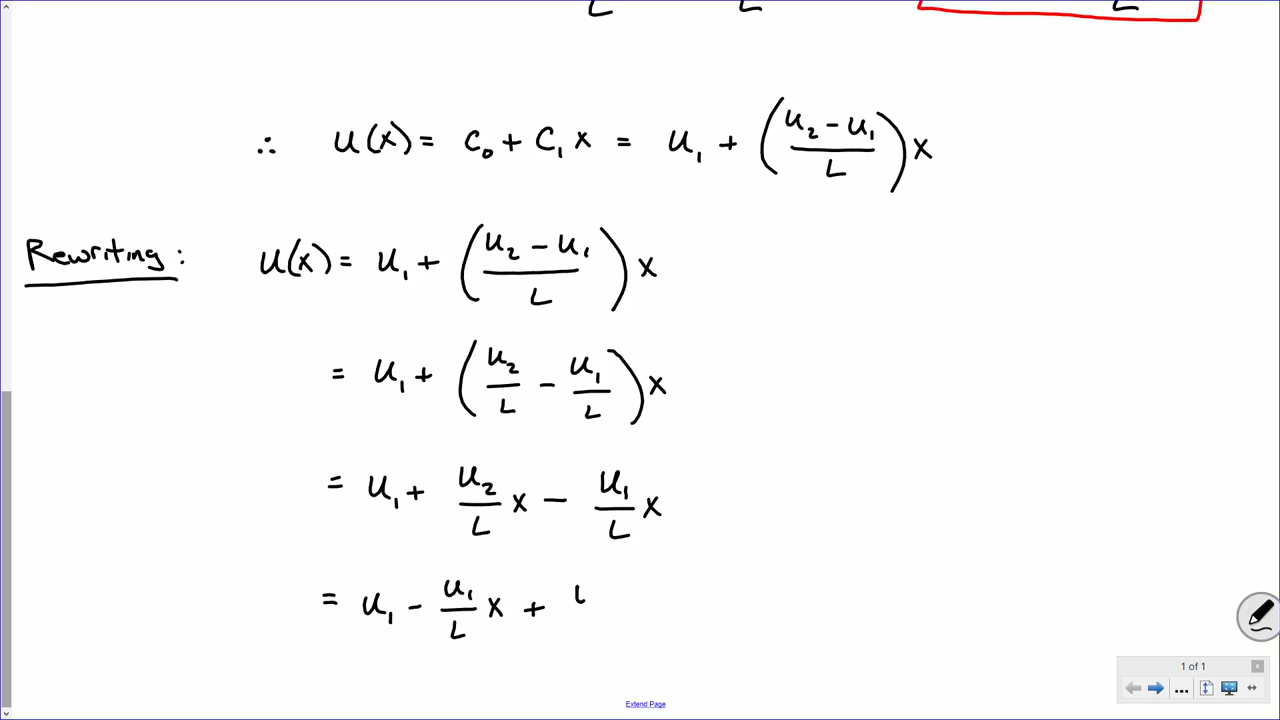 L L L
∴ u(x) = C₀ + C₁ x = u₁ + ((u₂ − u₁)/L) x
Rewriting: u(x) = u₁ + ((u₂ − u₁)/L) x
= u₁ + (u₂/L − u₁/L) x
= u₁ + u₂/L x − u₁/L x
= u₁ − u₁/L x +
1 of 1
...
Extend Page